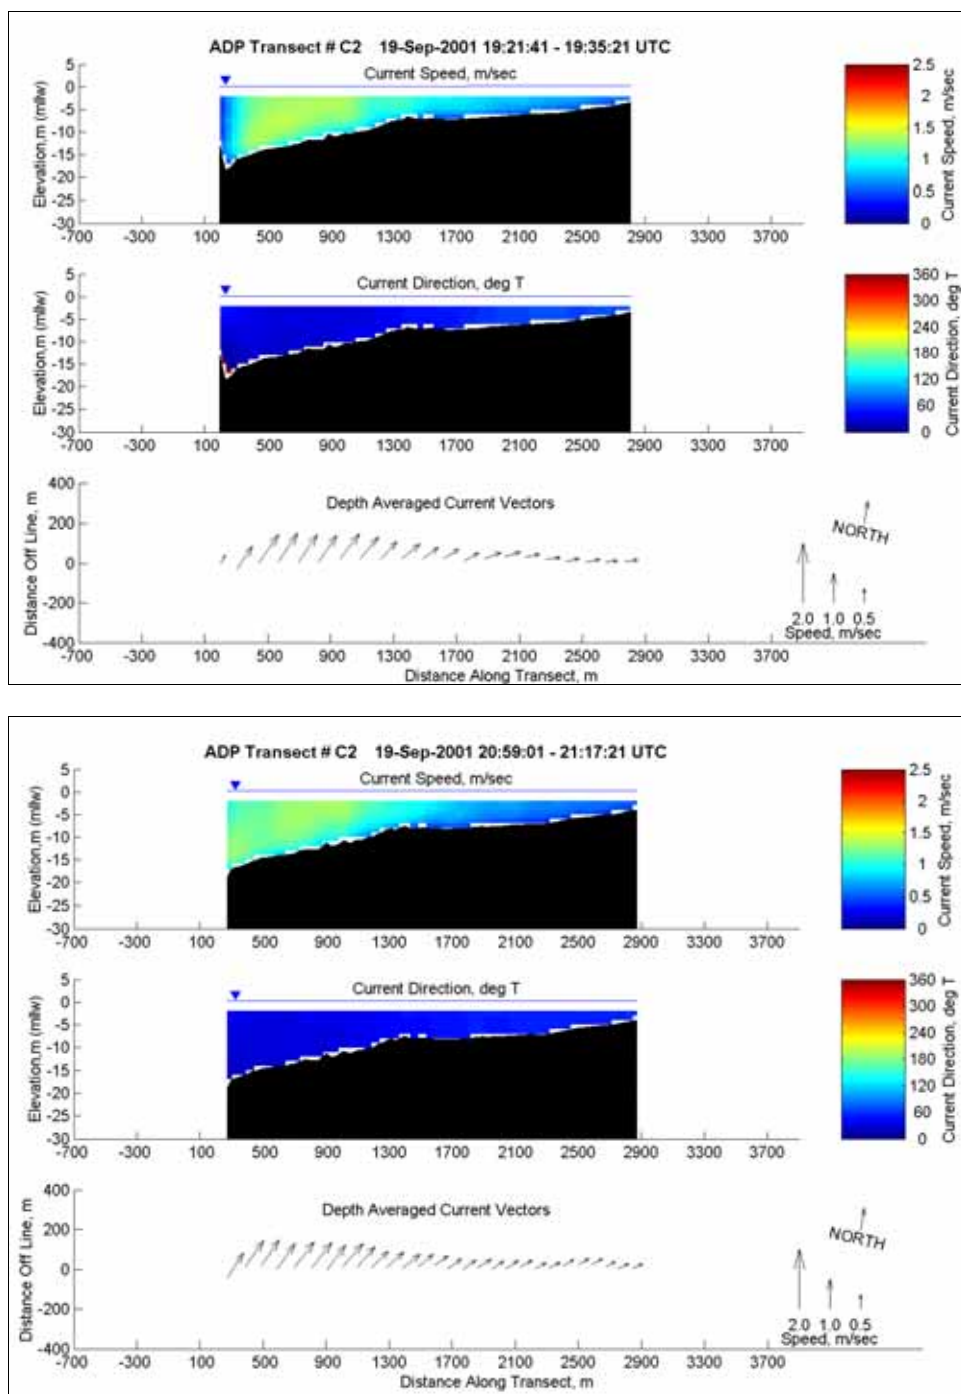 ADP Transect # C2 19-Sep-2001 19:21:41 - 19:35:21 UTC
Current Speed, m/sec
5
0
-5
-10
-15
-20
-25
-30
Elevation,m (mllw)
-700 -300 100 500 900 1300 1700 2100 2500 2900 3300 3700
2.5
2
1.5
1
0.5
0
Current Speed, m/sec
Current Direction, deg T
5
0
-5
-10
-15
-20
-25
-30
Elevation,m (mllw)
-700 -300 100 500 900 1300 1700 2100 2500 2900 3300 3700
360
300
240
180
120
60
0
Current Direction, deg T
Depth Averaged Current Vectors
400
200
0
-200
-400
Distance Off Line, m
-700 -300 100 500 900 1300 1700 2100 2500 2900 3300 3700
Distance Along Transect, m
NORTH
2.0 1.0 0.5
Speed, m/sec
ADP Transect # C2 19-Sep-2001 20:59:01 - 21:17:21 UTC
Current Speed, m/sec
5
0
-5
-10
-15
-20
-25
-30
Elevation,m (mllw)
-700 -300 100 500 900 1300 1700 2100 2500 2900 3300 3700
2.5
2
1.5
1
0.5
0
Current Speed, m/sec
Current Direction, deg T
5
0
-5
-10
-15
-20
-25
-30
Elevation,m (mllw)
-700 -300 100 500 900 1300 1700 2100 2500 2900 3300 3700
360
300
240
180
120
60
0
Current Direction, deg T
Depth Averaged Current Vectors
400
200
0
-200
-400
Distance Off Line, m
-700 -300 100 500 900 1300 1700 2100 2500 2900 3300 3700
Distance Along Transect, m
NORTH
2.0 1.0 0.5
Speed, m/sec